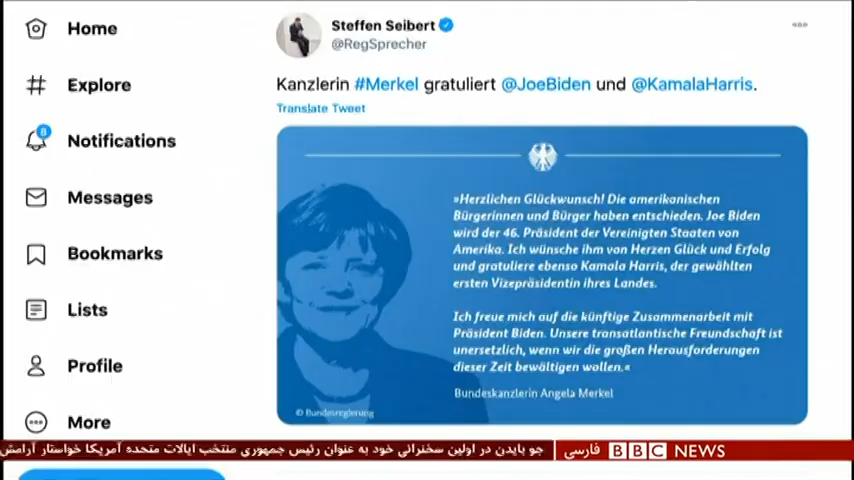 Home
Explore
8
Notifications
Messages
Bookmarks
Lists
Profile
More
Steffen Seibert
@RegSprecher
Kanzlerin #Merkel gratuliert @JoeBiden und @KamalaHarris.
Translate Tweet
»Herzlichen Glückwunsch! Die amerikanischen
Bürgerinnen und Bürger haben entschieden. Joe Biden
wird der 46. Präsident der Vereinigten Staaten von
Amerika. Ich wünsche ihm von Herzen Glück und Erfolg
und gratuliere ebenso Kamala Harris, der gewählten
ersten Vizepräsidentin ihres Landes.
Ich freue mich auf die künftige Zusammenarbeit mit
Präsident Biden. Unsere transatlantische Freundschaft ist
unersetzlich, wenn wir die großen Herausforderungen
dieser Zeit bewältigen wollen.«
Bundeskanzlerin Angela Merkel
© Bundesregierung
جو بایدن در اولین سخنرانی خود به عنوان رئیس جمهوری منتخب ایالات متحده آمریکا خواستار آرامش
BBC NEWS فارسی